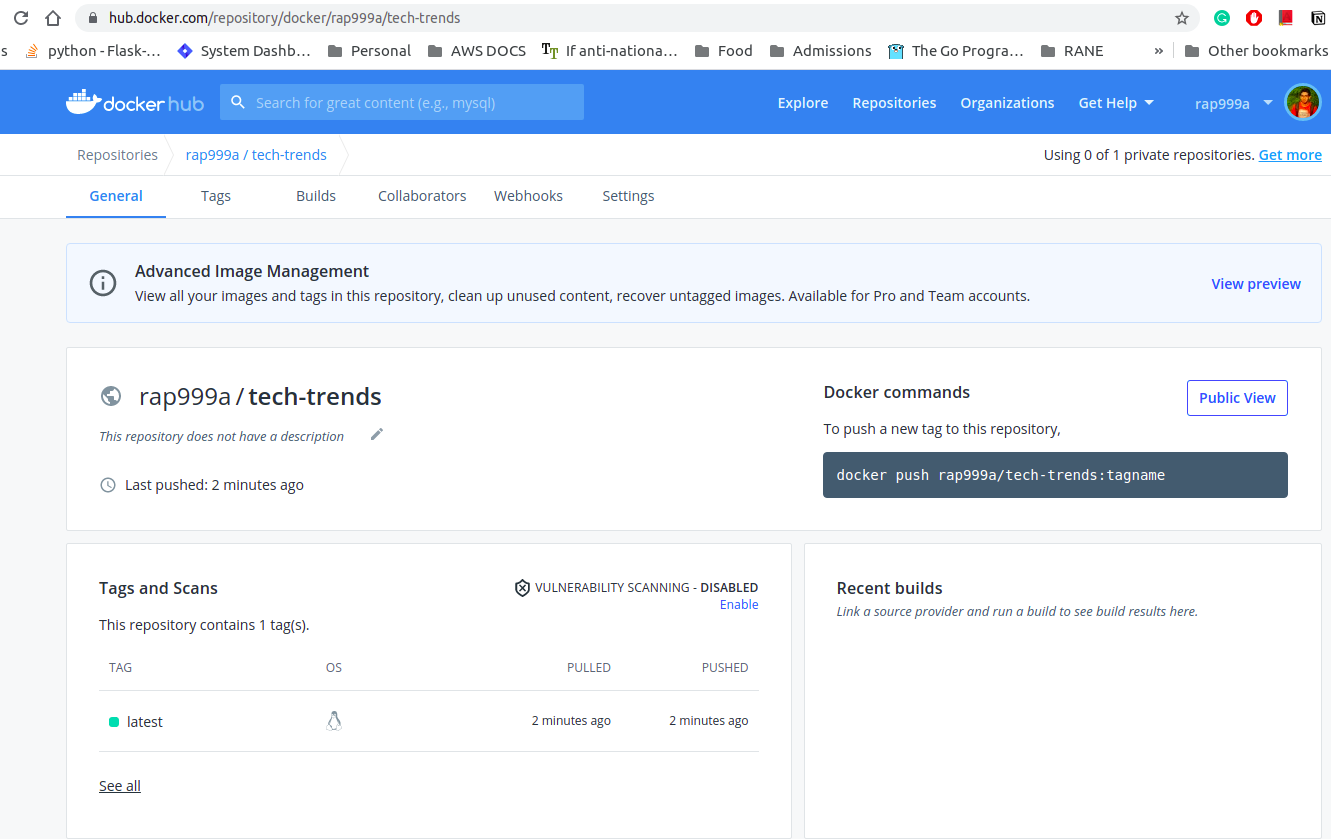 hub.docker.com/repository/docker/rap999a/tech-trends
s python - Flask-... System Dashb... Personal AWS DOCS If anti-nationa... Food Admissions The Go Progra... RANE » Other bookmarks
docker hub Search for great content (e.g., mysql) Explore Repositories Organizations Get Help rap999a
Repositories rap999a / tech-trends Using 0 of 1 private repositories. Get more
General Tags Builds Collaborators Webhooks Settings
Advanced Image Management
View all your images and tags in this repository, clean up unused content, recover untagged images. Available for Pro and Team accounts.
View preview
rap999a / tech-trends
This repository does not have a description
Last pushed: 2 minutes ago
Docker commands
Public View
To push a new tag to this repository,
docker push rap999a/tech-trends:tagname
Tags and Scans
VULNERABILITY SCANNING - DISABLED
Enable
This repository contains 1 tag(s).
TAG OS PULLED PUSHED
latest 2 minutes ago 2 minutes ago
See all
Recent builds
Link a source provider and run a build to see build results here.